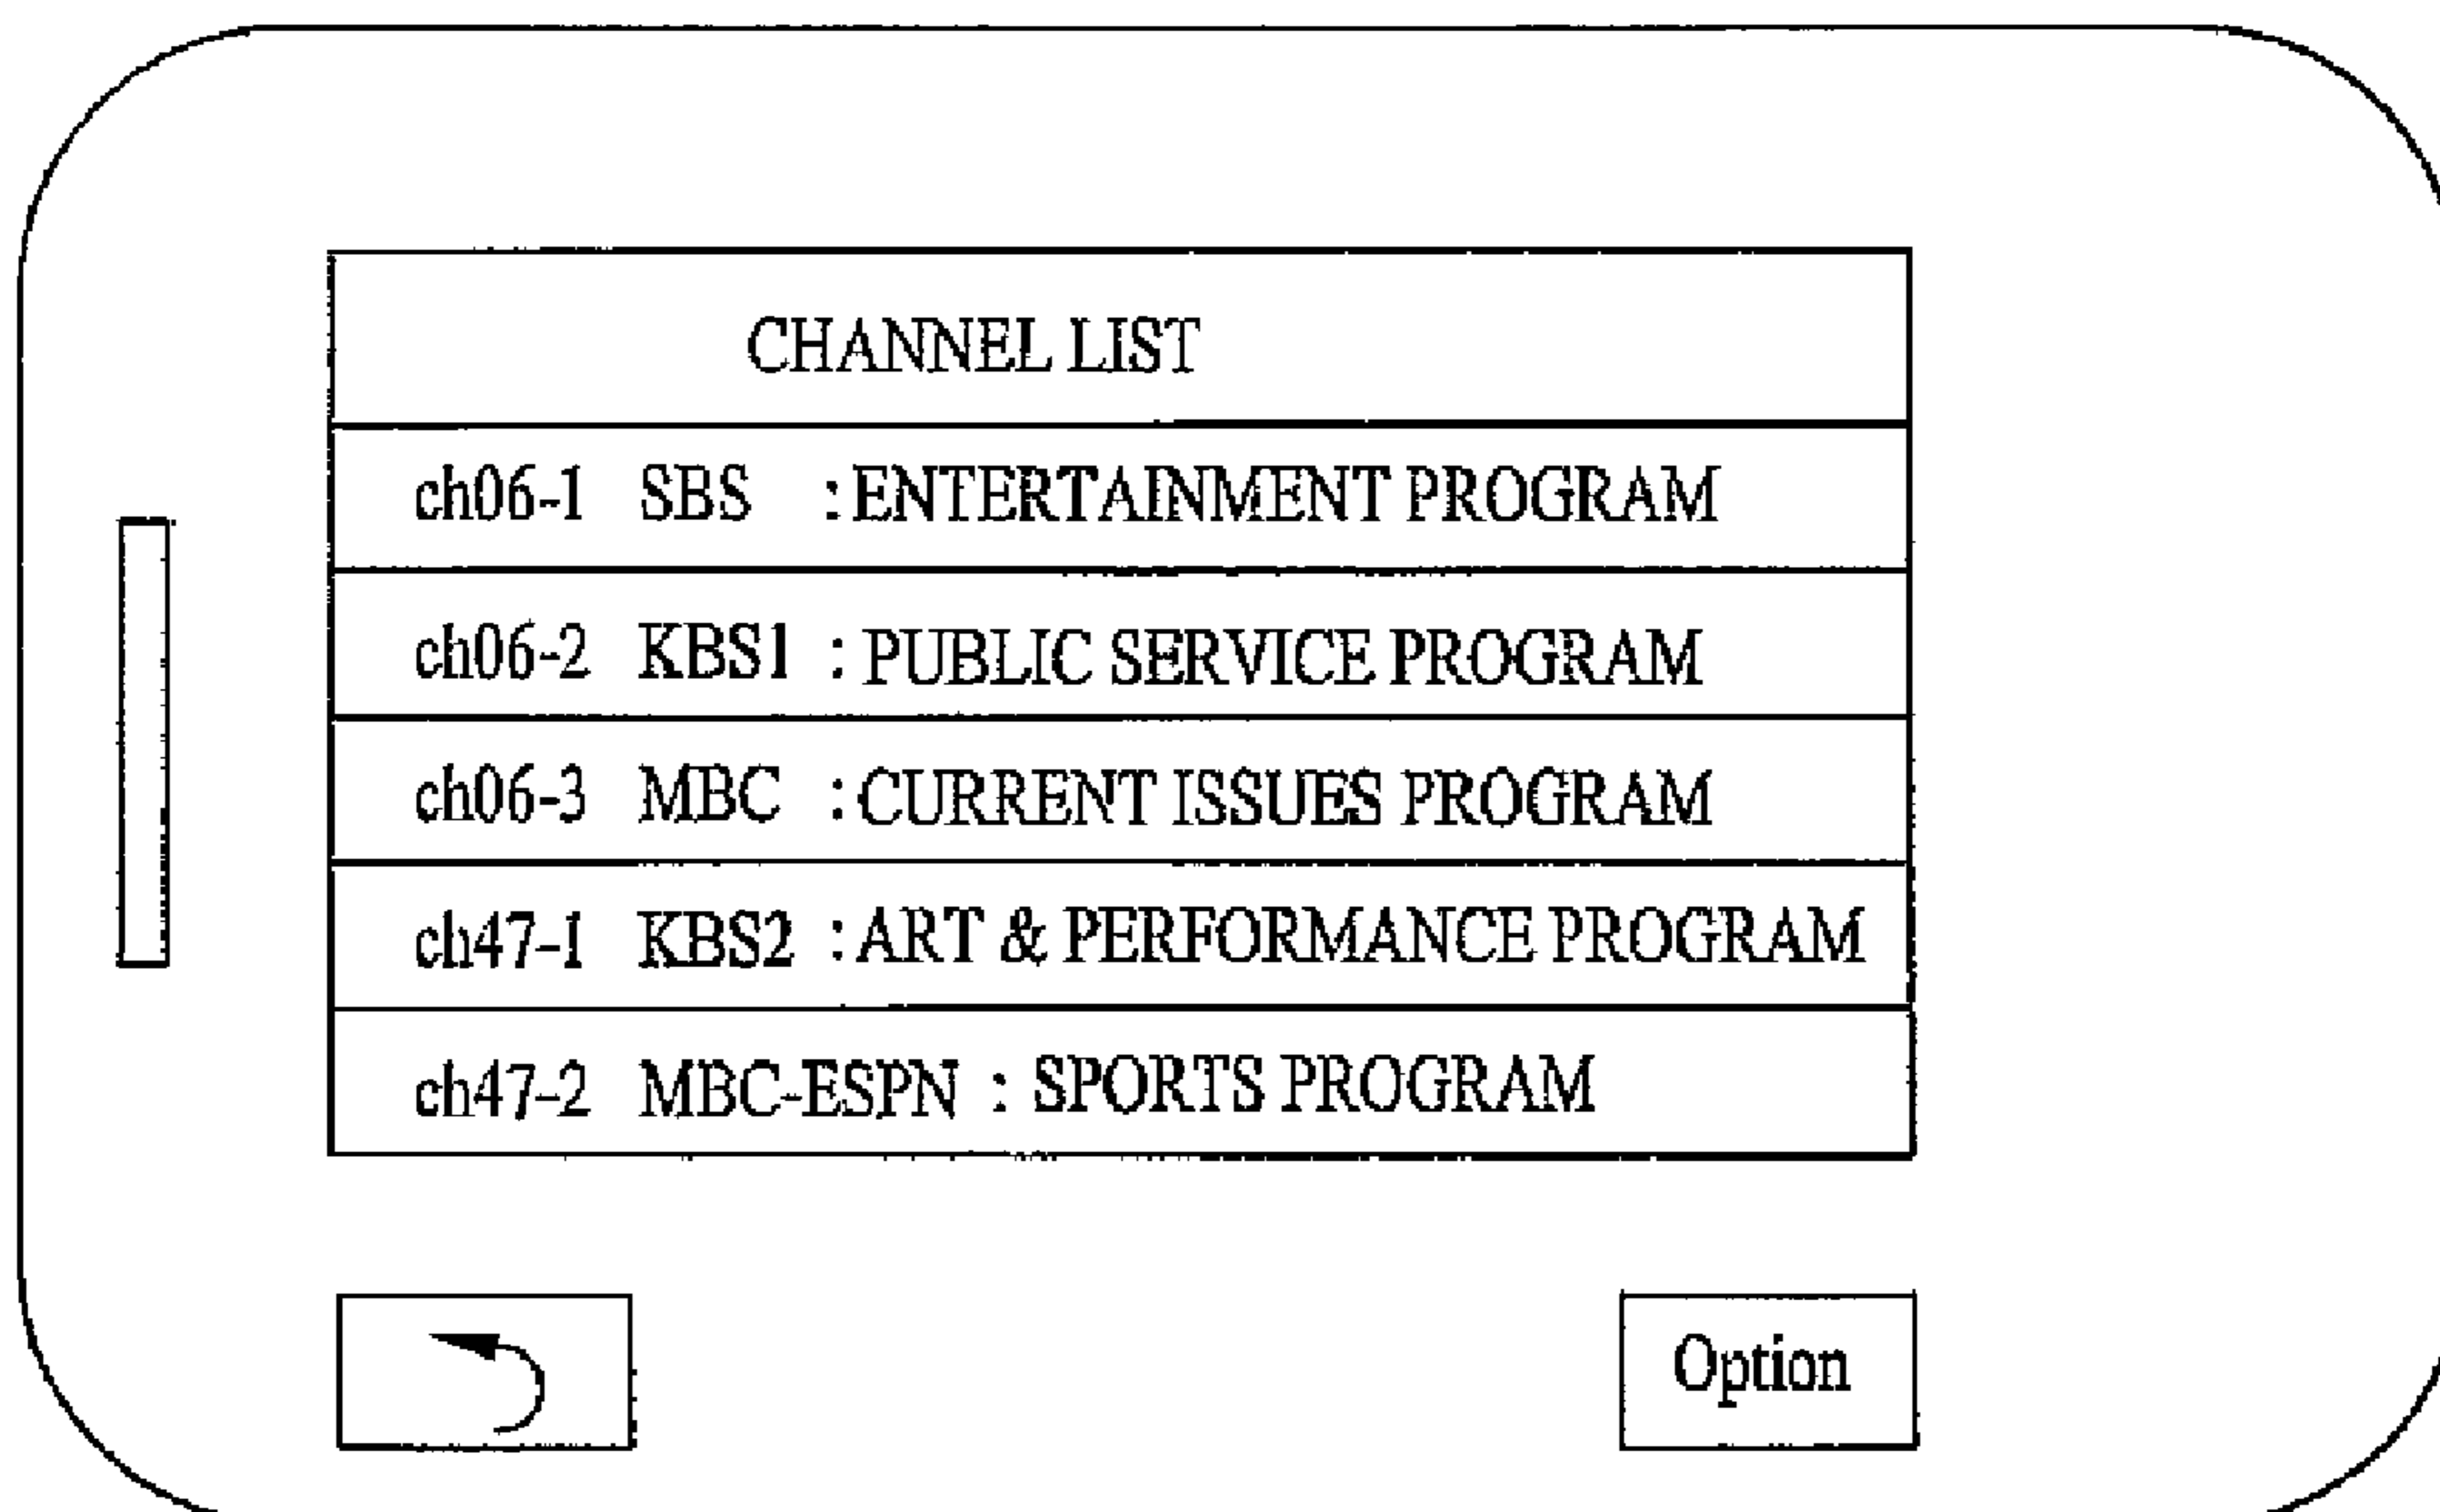 CHANNEL LIST
ch06-1 SBS :ENTERTAINMENT PROGRAM
ch06-2 KBS1 : PUBLIC SERVICE PROGRAM
ch06-3 MBC :CURRENT ISSUES PROGRAM
ch47-1 KBS2 :ART & PERFORMANCE PROGRAM
ch47-2 MBC-ESPN : SPORTS PROGRAM
Option